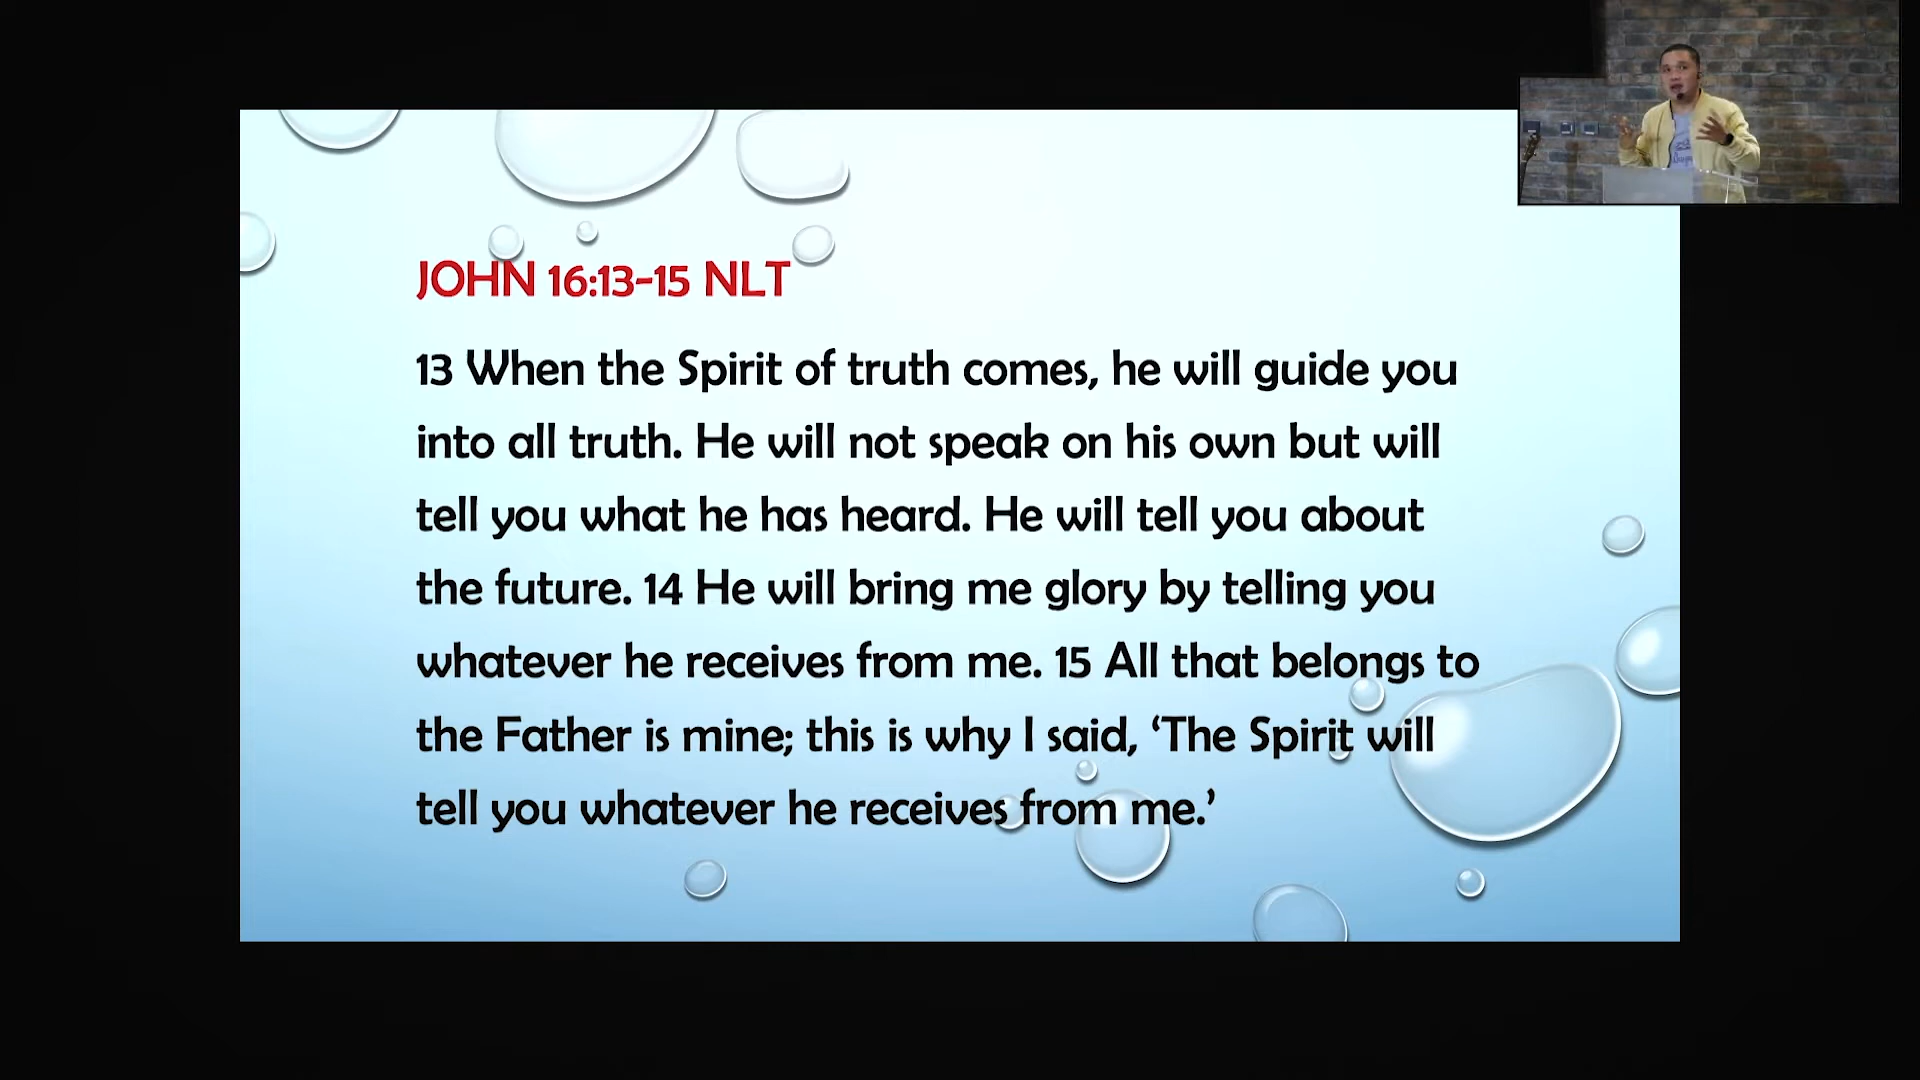 JOHN 16:13-15 NLT
13 When the Spirit of truth comes, he will guide you
into all truth. He will not speak on his own but will
tell you what he has heard. He will tell you about
the future. 14 He will bring me glory by telling you
whatever he receives from me. 15 All that belongs to
the Father is mine; this is why I said, ‘The Spirit will
tell you whatever he receives from me.’